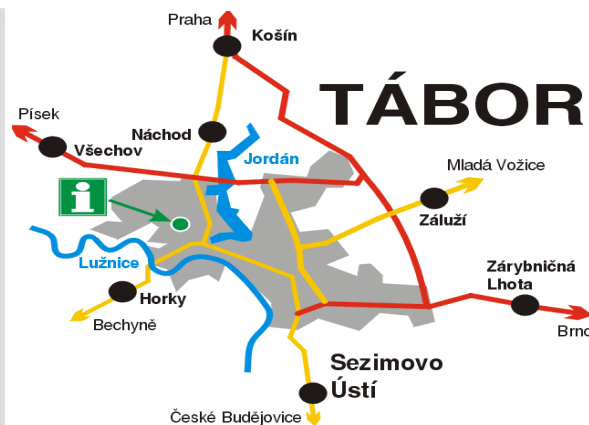 Praha
Košín
TÁBOR
Písek
Všechov
Náchod
Jordán
Mladá Vožice
i
Záluží
Lužnice
Zárybničná
Lhota
Horky
Bechyně
Brno
Sezimovo
Ústí
České Budějovice